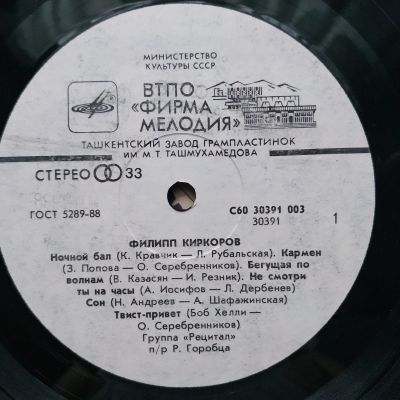 МИНИСТЕРСТВО
КУЛЬТУРЫ СССР
ВТПО
«ФИРМА
МЕЛОДИЯ»
ТАШКЕНТСКИЙ ЗАВОД ГРАМПЛАСТИНОК
ИМ М Т ТАШМУХАМЕДОВА
СТЕРЕО 33
ГОСТ 5289-88
С60 30391 003
30391
1
ФИЛИПП КИРКОРОВ
Ночной бал (К. Кравчик — Л. Рубальская). Кармен
(З. Попова — О. Серебренников). Бегущая по
волнам (В. Казасян — И. Резник). Не смотри
ты на часы (А. Иосифов — Л. Дербенев)
Сон (Н. Андреев — А. Шафажинская)
Твист-привет (Боб Хелли —
О. Серебренников)
Группа «Рецитал»
п/р Р. Горобца